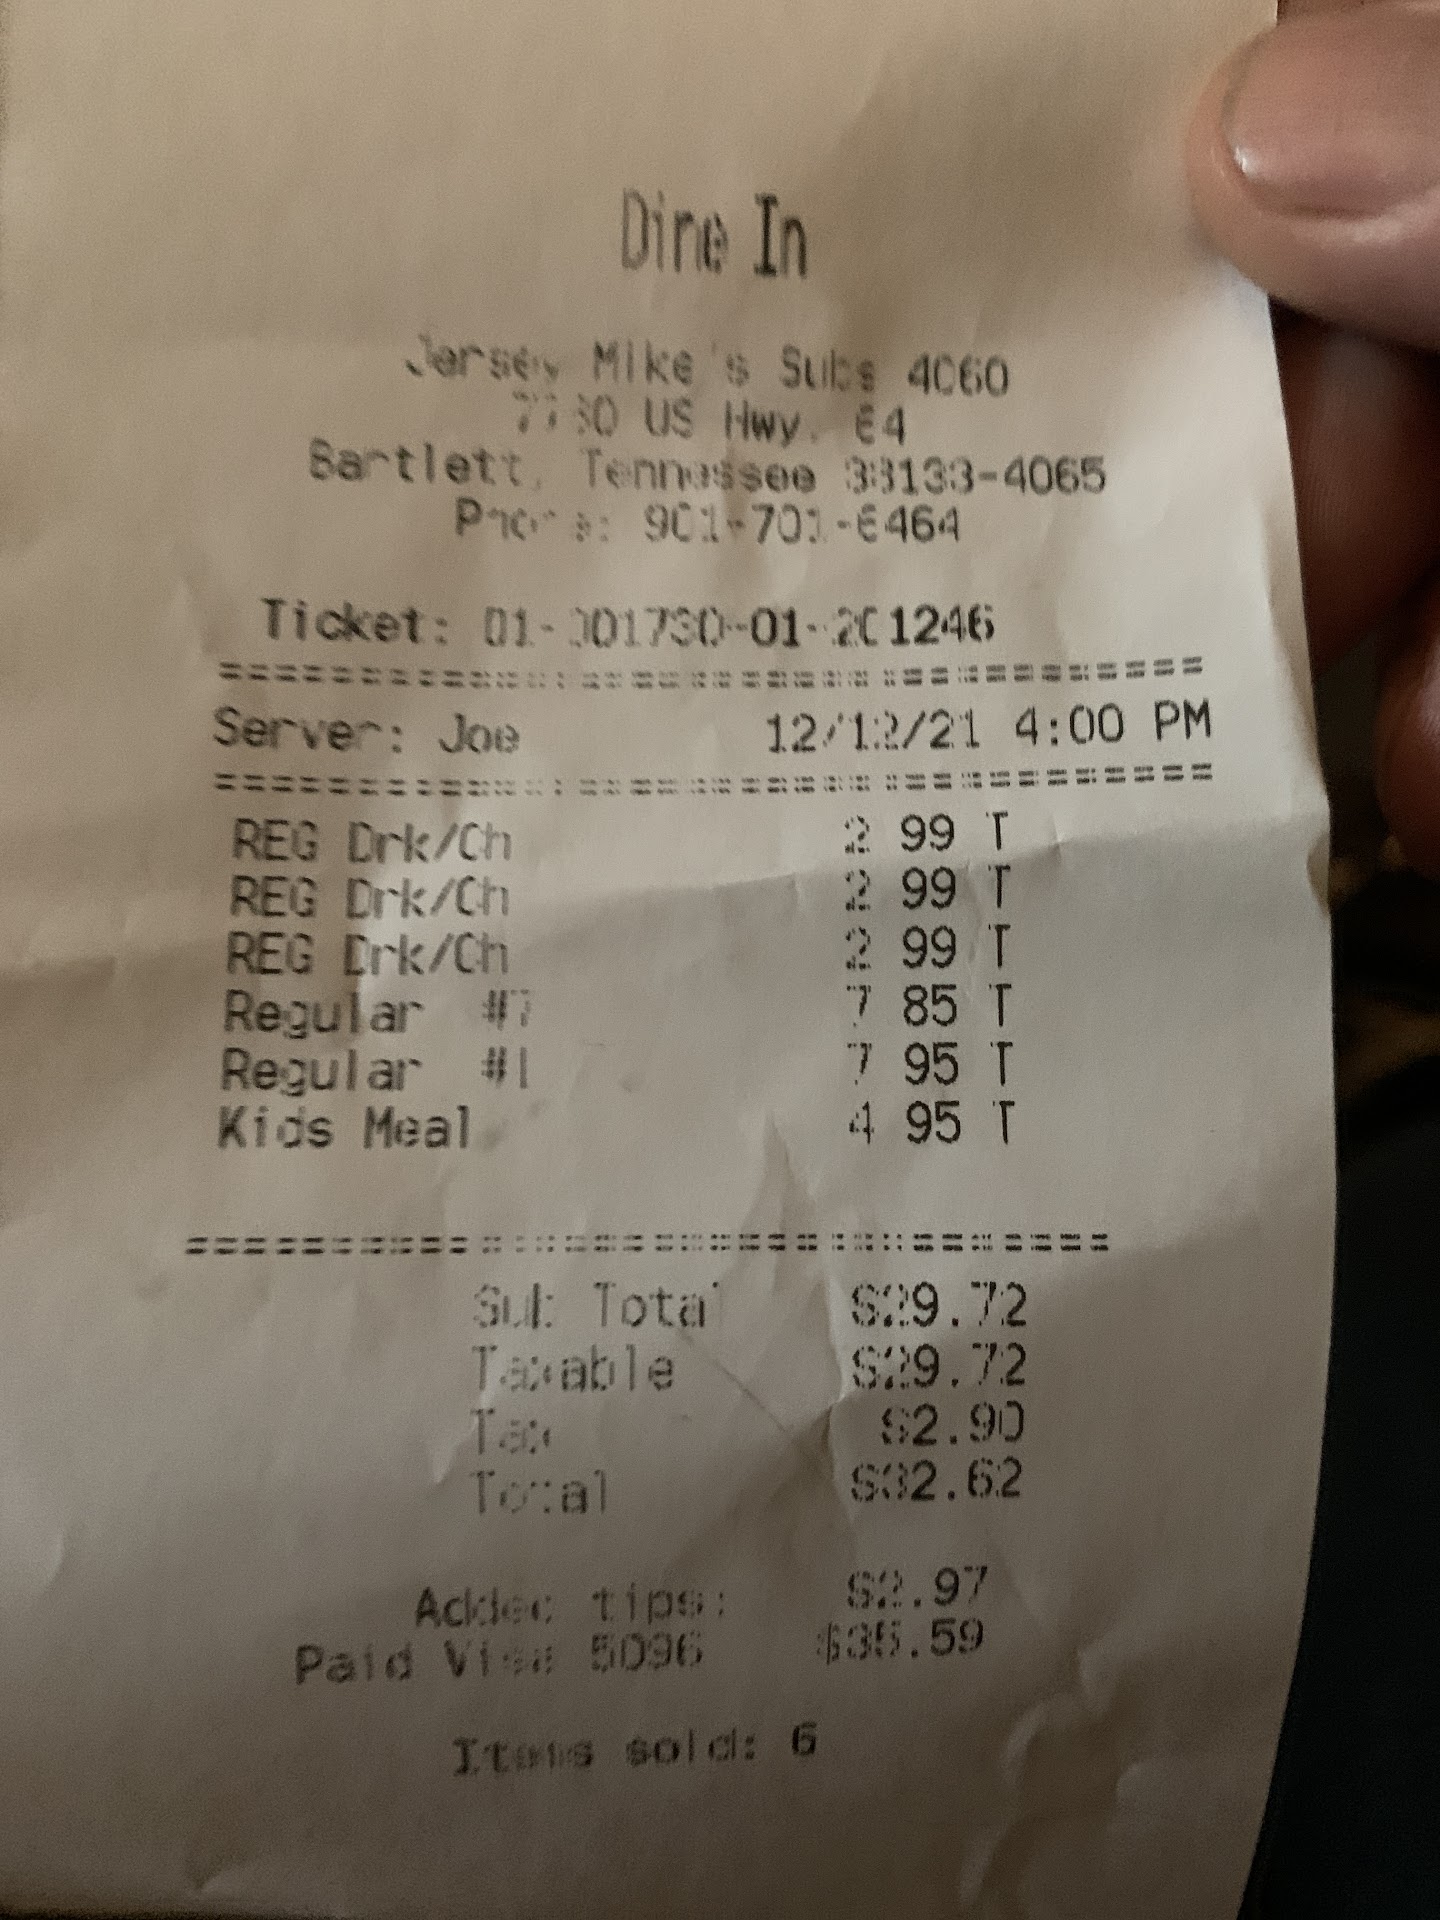 Dine In
Jersey Mike's Subs 4060
US Hwy. 64
Bartlett, Tennessee 38133-4065
Phone: 901-701-6464
Ticket: 01-001730-01-201246
==================================
Server: Joe 12/12/21 4:00 PM
==================================
REG Drk/Ch 2 99 T
REG Drk/Ch 2 99 T
REG Drk/Ch 2 99 T
Regular #7 7 85 T
Regular #1 7 95 T
Kids Meal 4 95 T
================================
Sub Total $29.72
Taxable $29.72
Tax $2.90
Total $32.62
Added tips: $2.97
Paid Visa 5096 $35.59
Items sold: 6